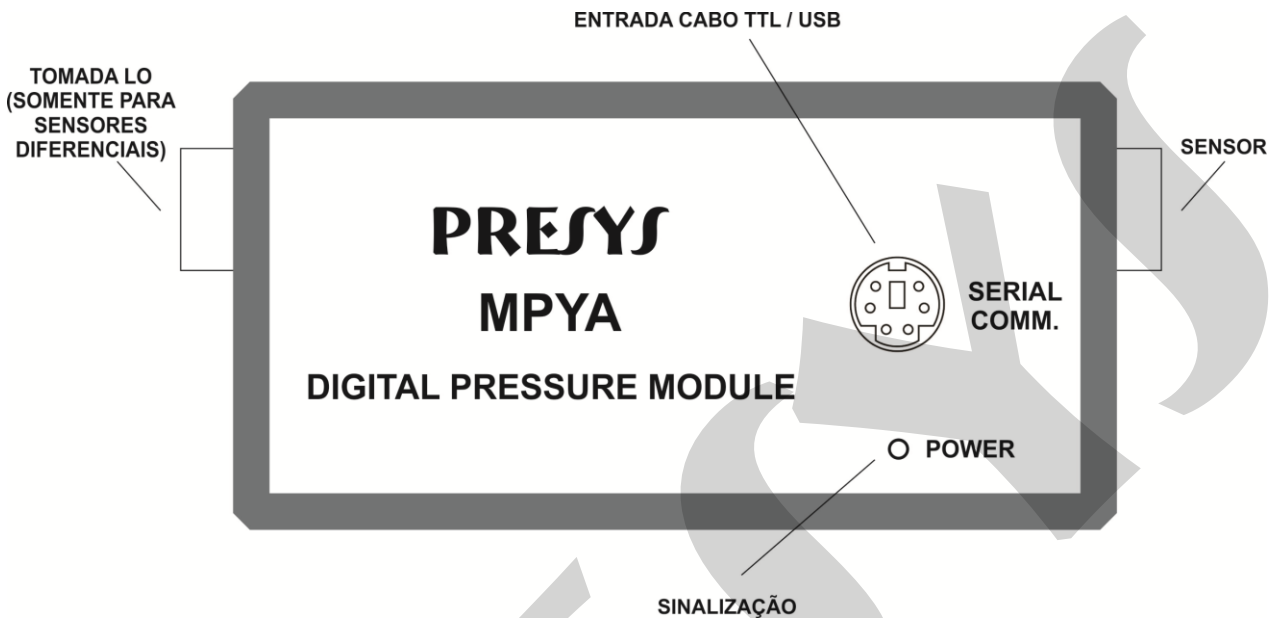 ENTRADA CABO TTL / USB
TOMADA LO
(SOMENTE PARA
SENSORES
DIFERENCIAIS)
SENSOR
PRESYS
MPYA
DIGITAL PRESSURE MODULE
SERIAL
COMM.
POWER
SINALIZAÇÃO